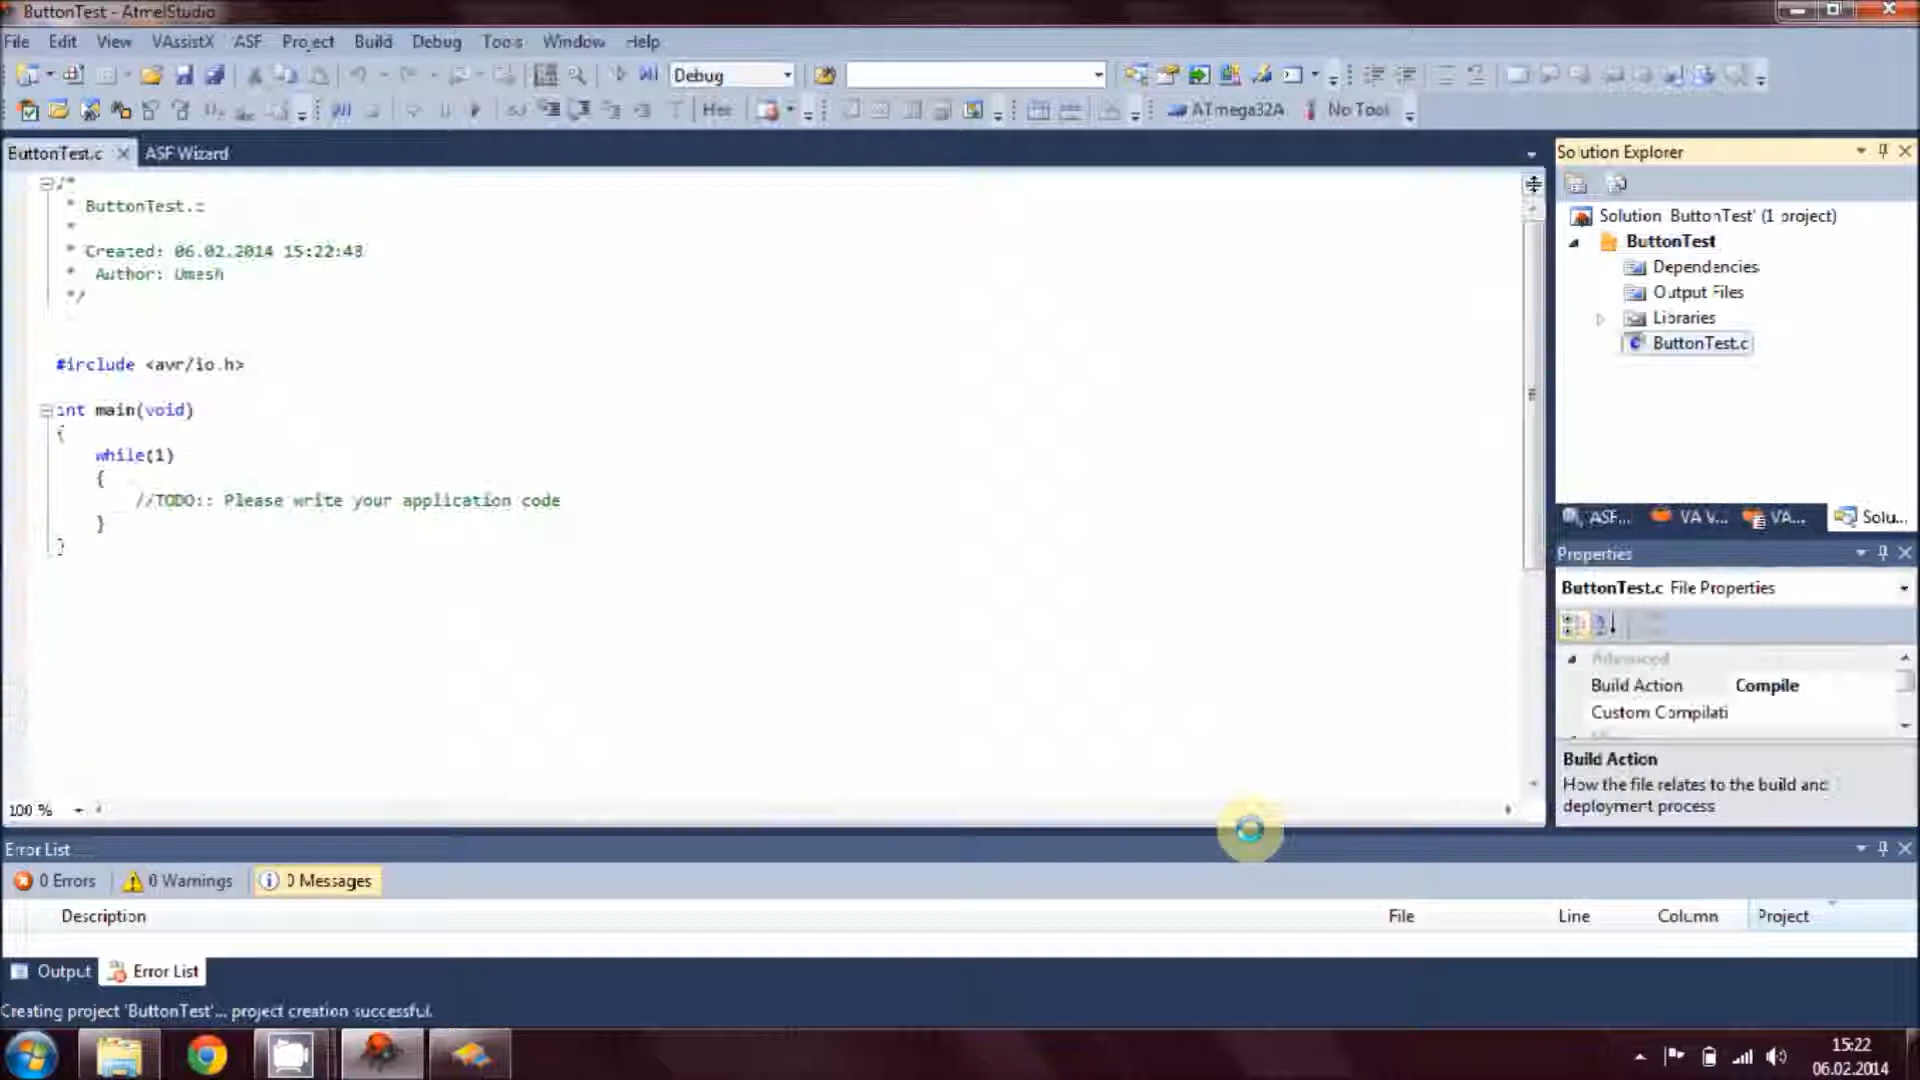 ButtonTest - AtmelStudio
File Edit View VAssistX ASF Project Build Debug Tools Window Help
Debug
Hex ATmega32A No Tool
ButtonTest.c ASF Wizard
/*
* ButtonTest.c
*
* Created: 06.02.2014 15:22:43
* Author: Umesh
*/
#include <avr/io.h>
int main(void)
{
while(1)
{
//TODO:: Please write your application code
}
}
100 %
Solution Explorer
Solution 'ButtonTest' (1 project)
ButtonTest
Dependencies
Output Files
Libraries
ButtonTest.c
ASF... VA V... VA... Solu...
Properties
ButtonTest.c File Properties
Advanced
Build Action Compile
Custom Compilati
Build Action
How the file relates to the build and
deployment process
Error List
0 Errors 0 Warnings 0 Messages
Description File Line Column Project
Output Error List
Creating project 'ButtonTest'... project creation successful.
15:22
06.02.2014